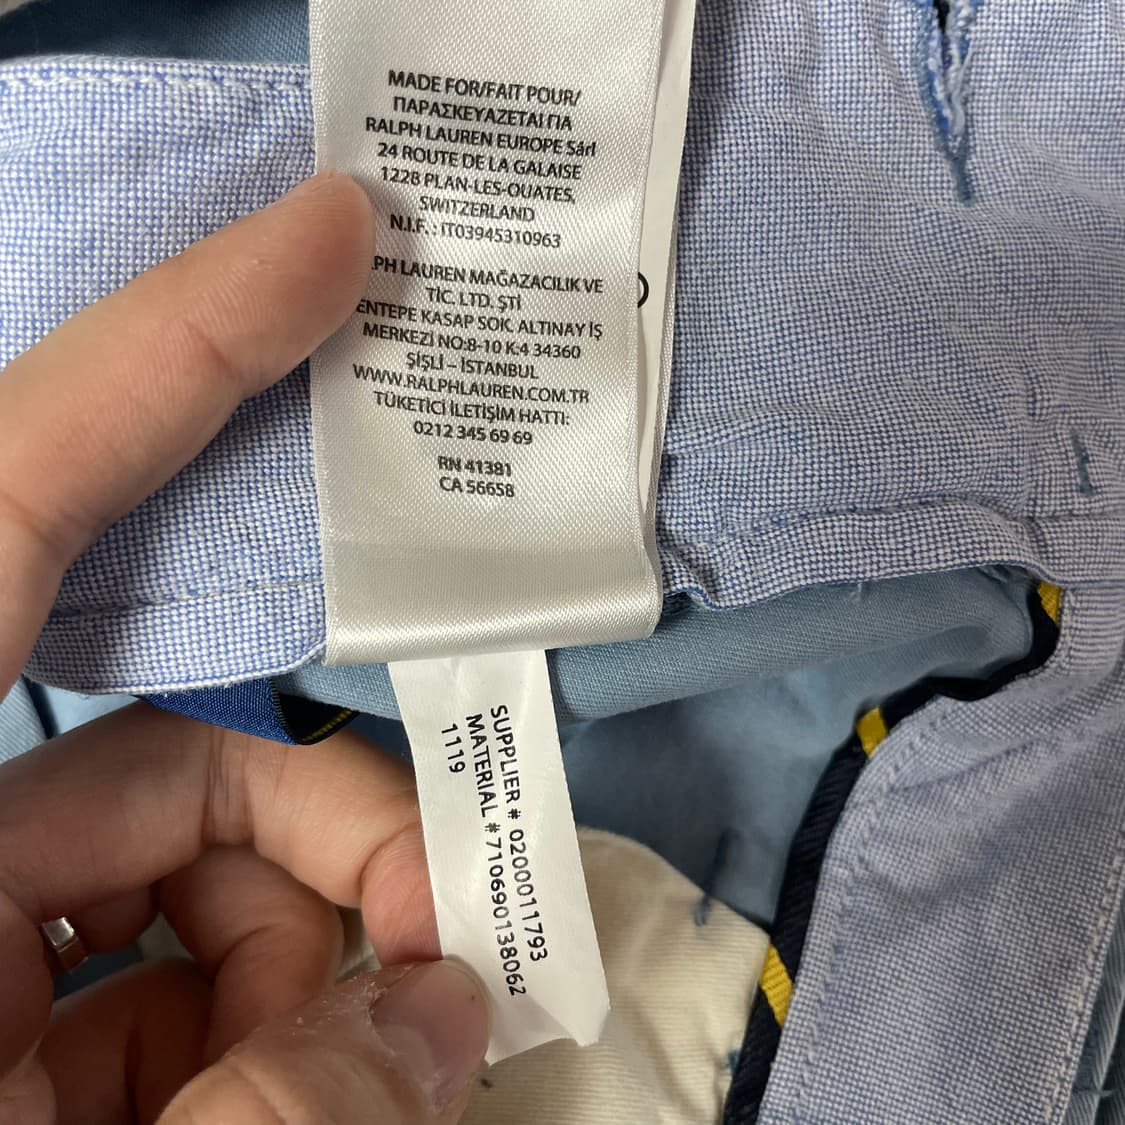 MADE FOR/FAIT POUR/
ΠΑΡΑΣΚΕΥΑΖΕΤΑΙ ΓΙΑ
RALPH LAUREN EUROPE Sàrl
24 ROUTE DE LA GALAISE
1228 PLAN-LES-OUATES,
SWITZERLAND
N.I.F. : IT03945310963
PH LAUREN MAĞAZACILIK VE
TİC. LTD. ŞTİ
ENTEPE KASAP SOK. ALTINAY İŞ
MERKEZİ NO:8-10 K:4 34360
ŞİŞLİ – İSTANBUL
WWW.RALPHLAUREN.COM.TR
TÜKETİCİ İLETİŞİM HATTI:
0212 345 69 69
RN 41381
CA 56658
SUPPLIER # 0200011793
MATERIAL # 710690138062
1119